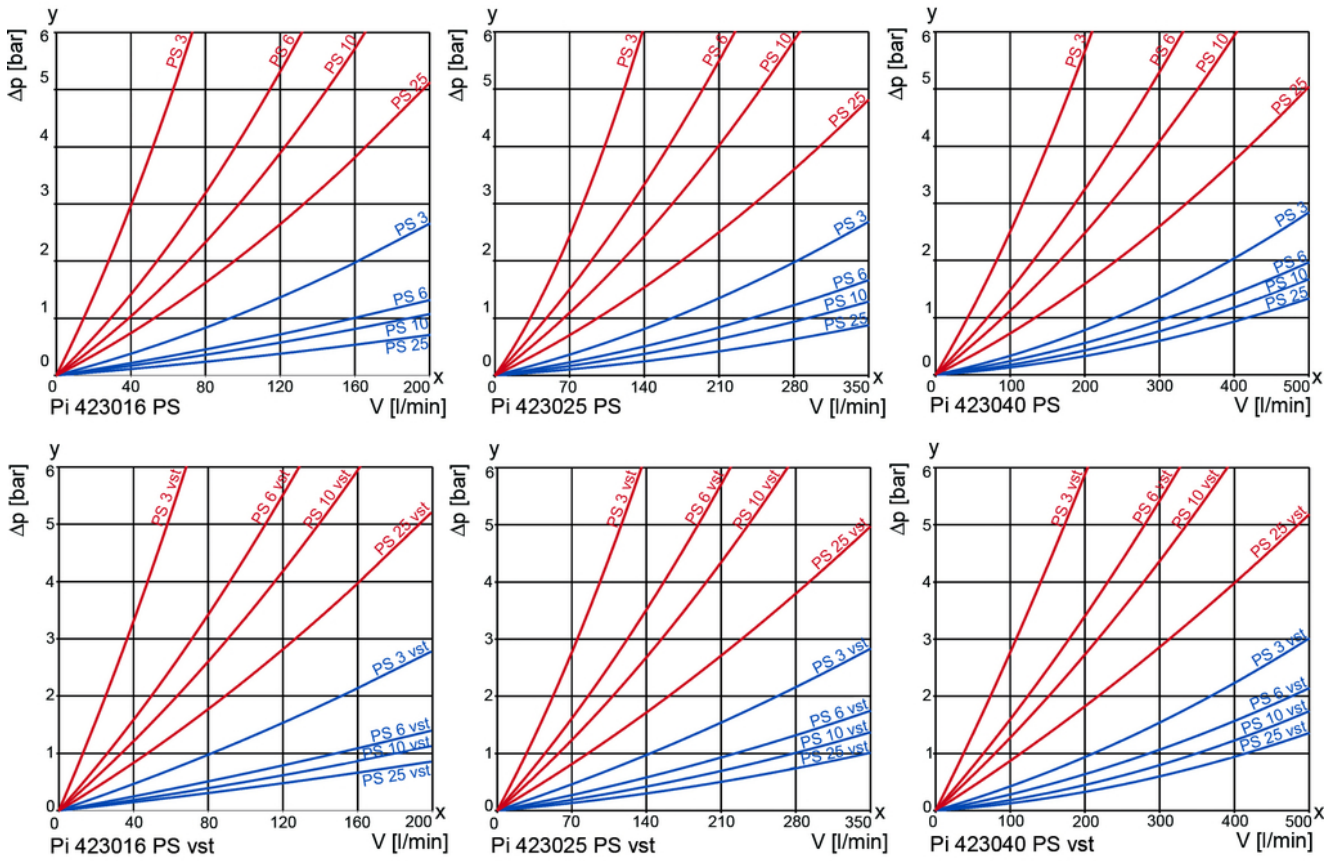 y
Δp [bar]
6
5
4
3
2
1
0
PS 3
PS 6
PS 10
PS 25
PS 3
PS 6
PS 10
PS 25
0 40 80 120 160 200 x
Pi 423016 PS V [l/min]
y
Δp [bar]
6
5
4
3
2
1
0
PS 3
PS 6
PS 10
PS 25
PS 3
PS 6
PS 10
PS 25
0 70 140 210 280 350 x
Pi 423025 PS V [l/min]
y
Δp [bar]
6
5
4
3
2
1
0
PS 3
PS 6
PS 10
PS 25
PS 3
PS 6
PS 10
PS 25
0 100 200 300 400 500 x
Pi 423040 PS V [l/min]
y
Δp [bar]
6
5
4
3
2
1
0
PS 3 vst
PS 6 vst
PS 10 vst
PS 25 vst
PS 3 vst
PS 6 vst
PS 10 vst
PS 25 vst
0 40 80 120 160 200 x
Pi 423016 PS vst V [l/min]
y
Δp [bar]
6
5
4
3
2
1
0
PS 3 vst
PS 6 vst
PS 10 vst
PS 25 vst
PS 3 vst
PS 6 vst
PS 10 vst
PS 25 vst
0 70 140 210 280 350 x
Pi 423025 PS vst V [l/min]
y
Δp [bar]
6
5
4
3
2
1
0
PS 3 vst
PS 6 vst
PS 10 vst
PS 25 vst
PS 3 vst
PS 6 vst
PS 10 vst
PS 25 vst
0 100 200 300 400 500 x
Pi 423040 PS vst V [l/min]